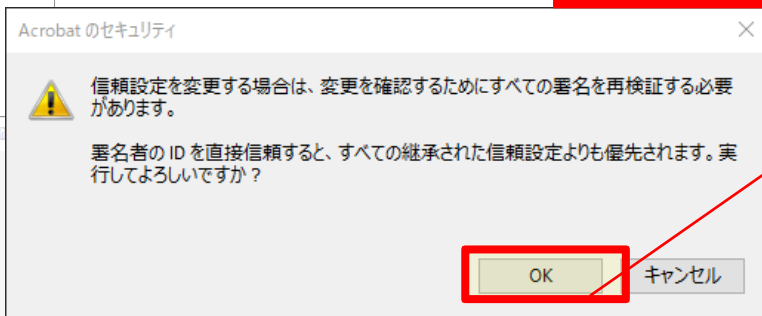 Acrobat のセキュリティ
信頼設定を変更する場合は、変更を確認するためにすべての署名を再検証する必要
があります。
署名者の ID を直接信頼すると、すべての継承された信頼設定よりも優先されます。実
行してよろしいですか？
OK キャンセル